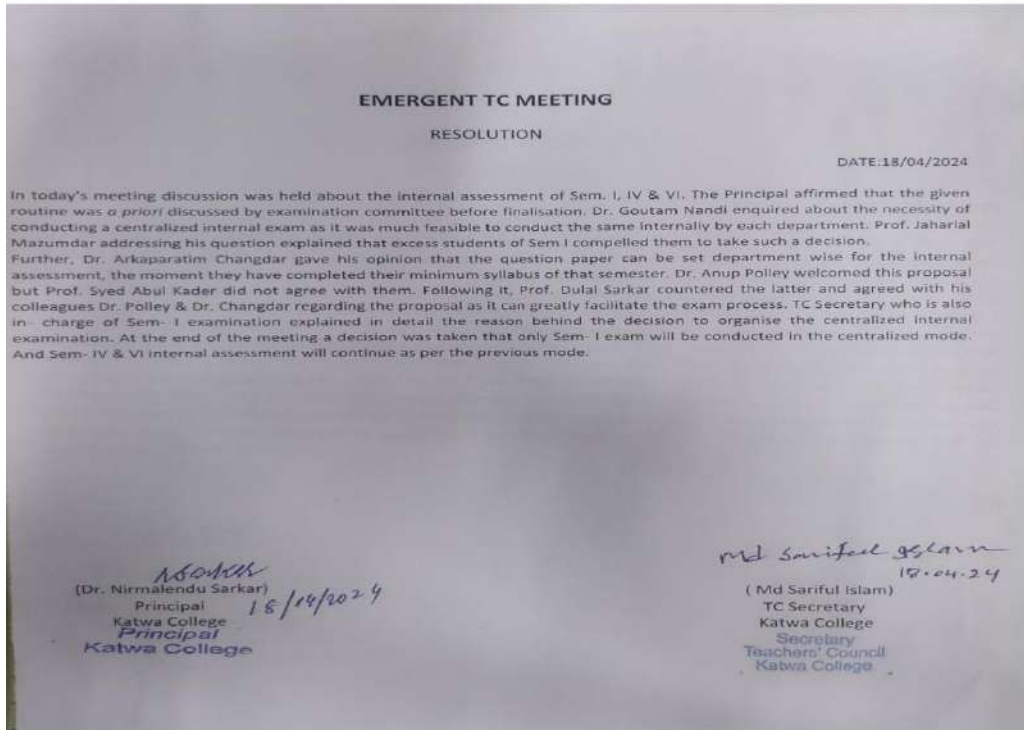 EMERGENT TC MEETING
RESOLUTION
DATE:18/04/2024
In today's meeting discussion was held about the internal assessment of Sem. I, IV & VI. The Principal affirmed that the given
routine was a priori discussed by examination committee before finalisation. Dr. Goutam Nandi enquired about the necessity of
conducting a centralized internal exam as it was much feasible to conduct the same internally by each department. Prof. Jaharlal
Mazumdar addressing his question explained that excess students of Sem I compelled them to take such a decision.
Further, Dr. Arkaparatim Changdar gave his opinion that the question paper can be set department wise for the internal
assessment, the moment they have completed their minimum syllabus of that semester. Dr. Anup Polley welcomed this proposal
but Prof. Syed Abul Kader did not agree with them. Following it, Prof. Dulal Sarkar countered the latter and agreed with his
colleagues Dr. Polley & Dr. Changdar regarding the proposal as it can greatly facilitate the exam process. TC Secretary who is also
in- charge of Sem- I examination explained in detail the reason behind the decision to organise the centralized internal
examination. At the end of the meeting a decision was taken that only Sem- I exam will be conducted in the centralized mode.
And Sem- IV & VI internal assessment will continue as per the previous mode.
NSarkar
(Dr. Nirmalendu Sarkar)
18/04/2024
Principal
Katwa College
Principal
Katwa College
Md Sariful Islam
18.04.24
( Md Sariful Islam)
TC Secretary
Katwa College
Secretary
Teachers' Council
Katwa College